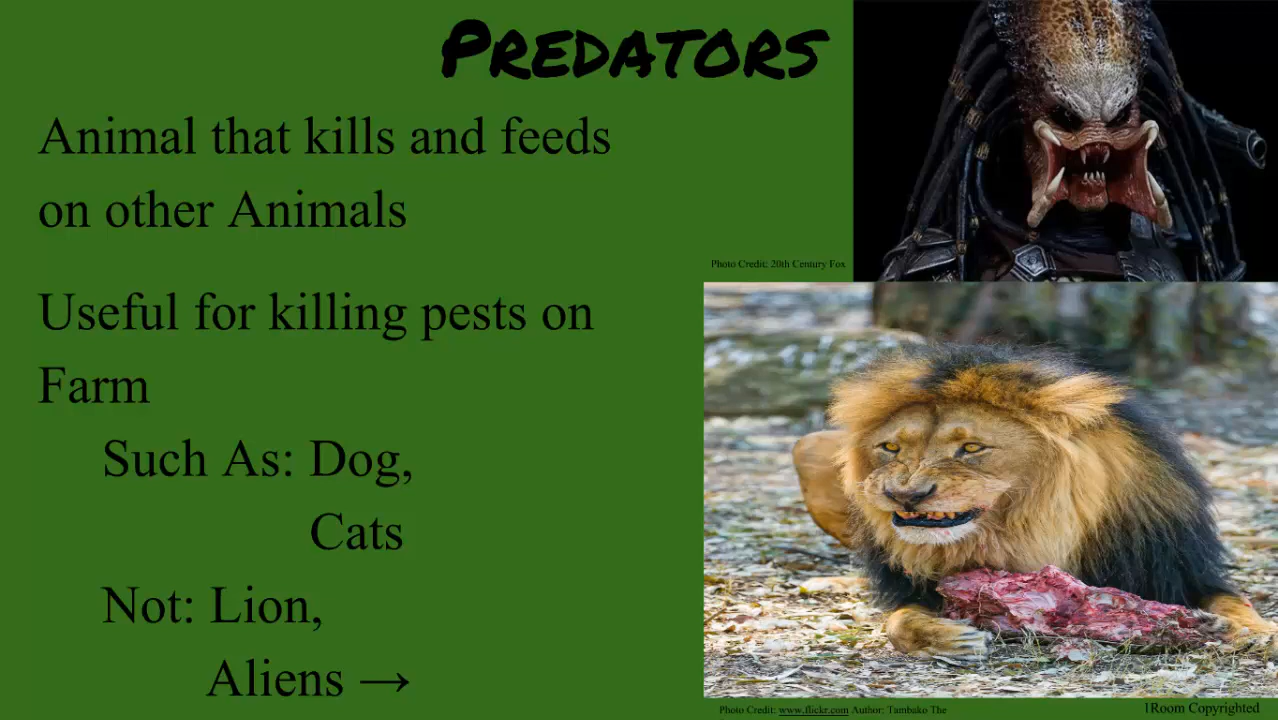 PREDATORS
Animal that kills and feeds
on other Animals
Useful for killing pests on
Farm
Such As: Dog,
Cats
Not: Lion,
Aliens →
Photo Credit: 20th Century Fox
Photo Credit: www.flickr.com Author: Tambako The
1Room Copyrighted